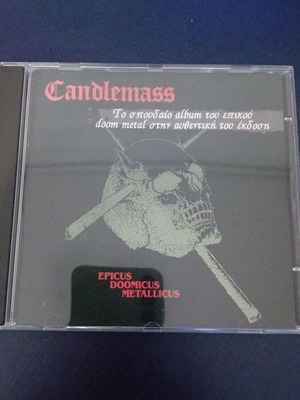 Candlemass
Το σπουδαίο album του επικού
doom metal στην αυθεντική του έκδοση
EPICUS
DOOMICUS
METALLICUS